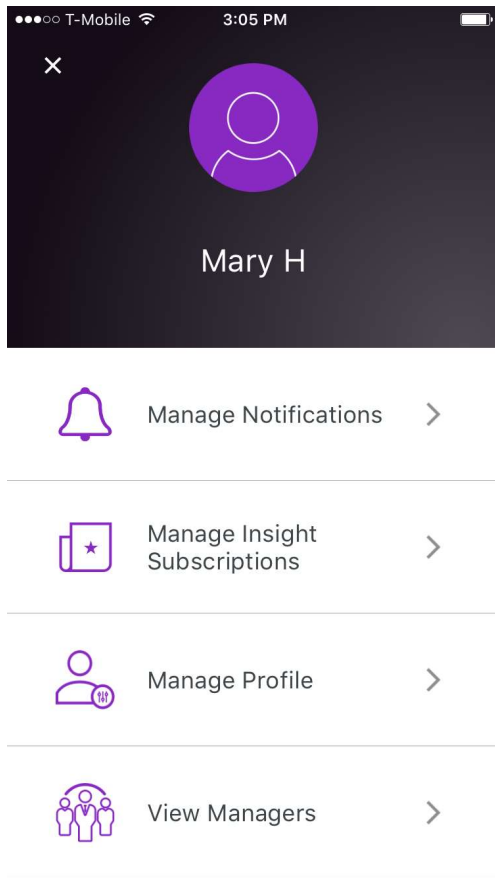 T-Mobile 3:05 PM
Mary H
Manage Notifications
Manage Insight
Subscriptions
Manage Profile
View Managers